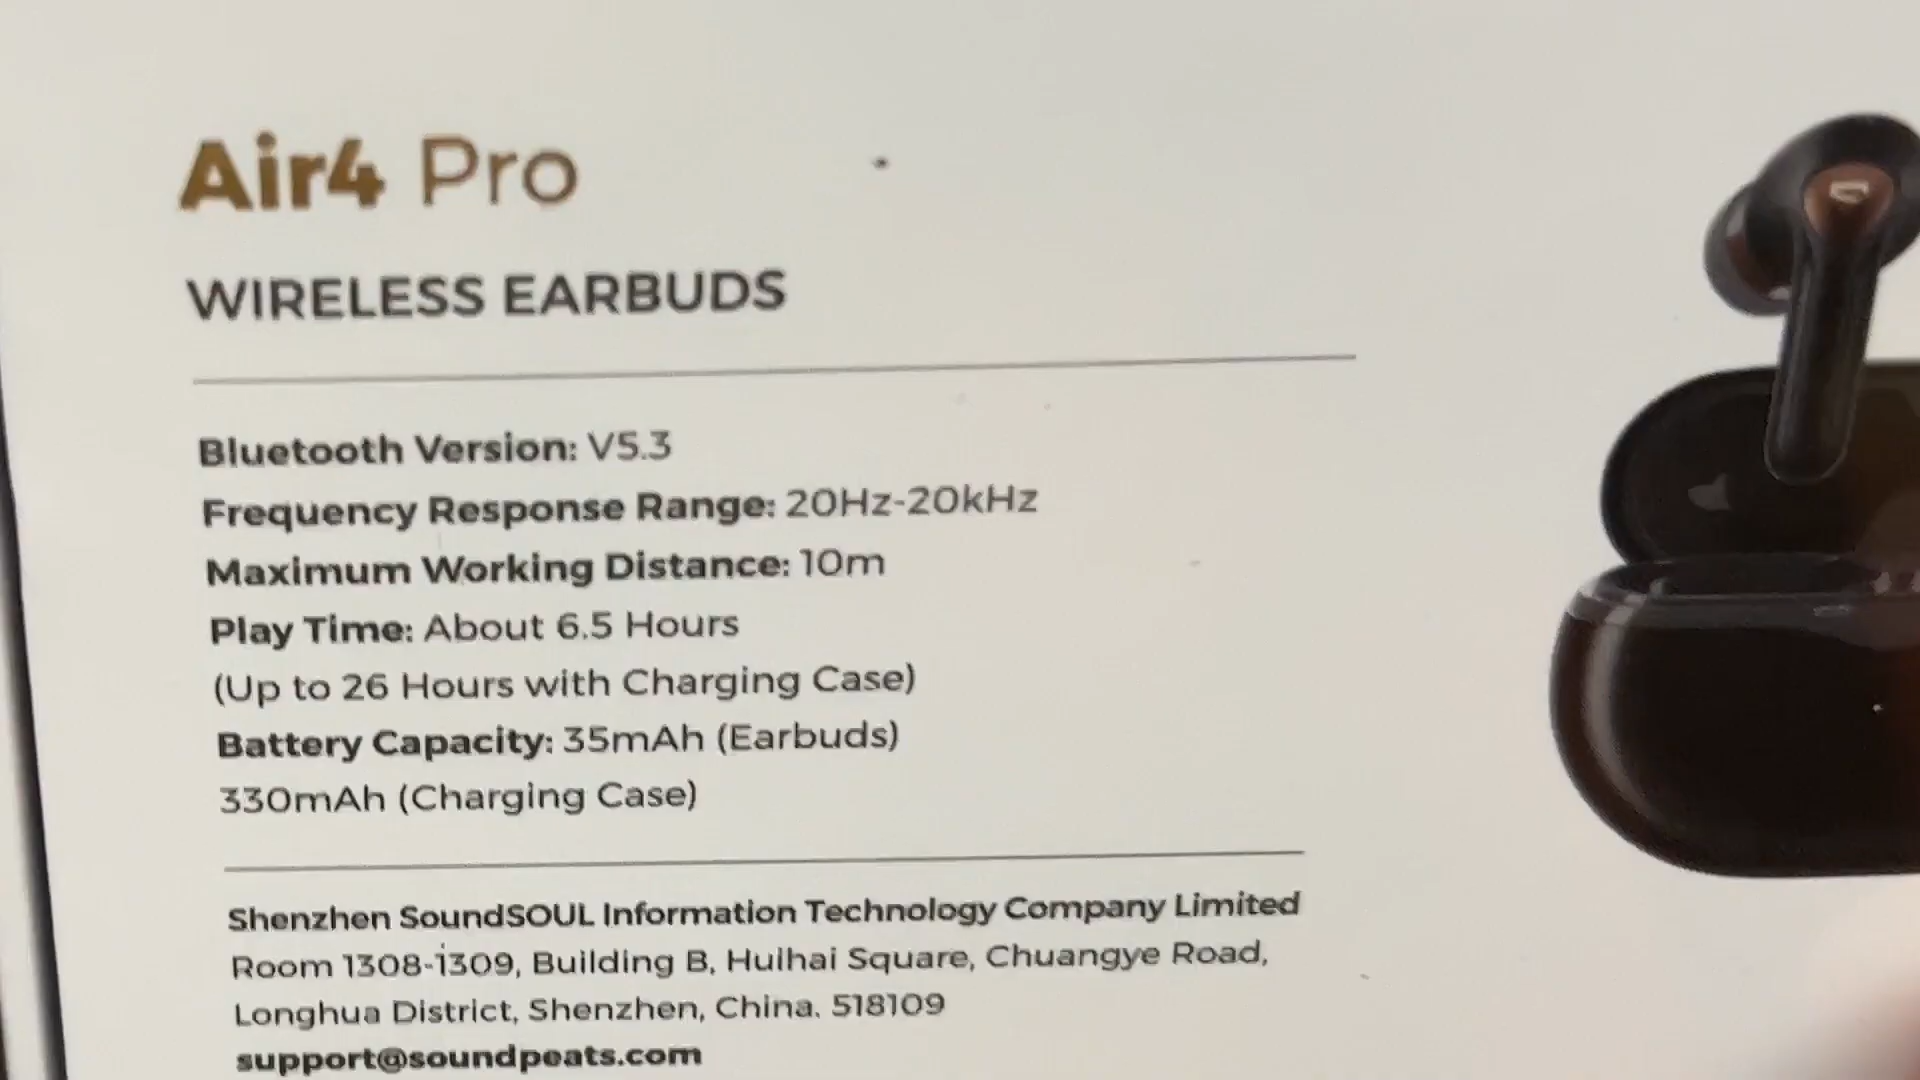 Air4 Pro
WIRELESS EARBUDS
Bluetooth Version: V5.3
Frequency Response Range: 20Hz-20kHz
Maximum Working Distance: 10m
Play Time: About 6.5 Hours
(Up to 26 Hours with Charging Case)
Battery Capacity: 35mAh (Earbuds)
330mAh (Charging Case)
Shenzhen SoundSOUL Information Technology Company Limited
Room 1308-1309, Building B, Huihai Square, Chuangye Road,
Longhua District, Shenzhen, China. 518109
support@soundpeats.com